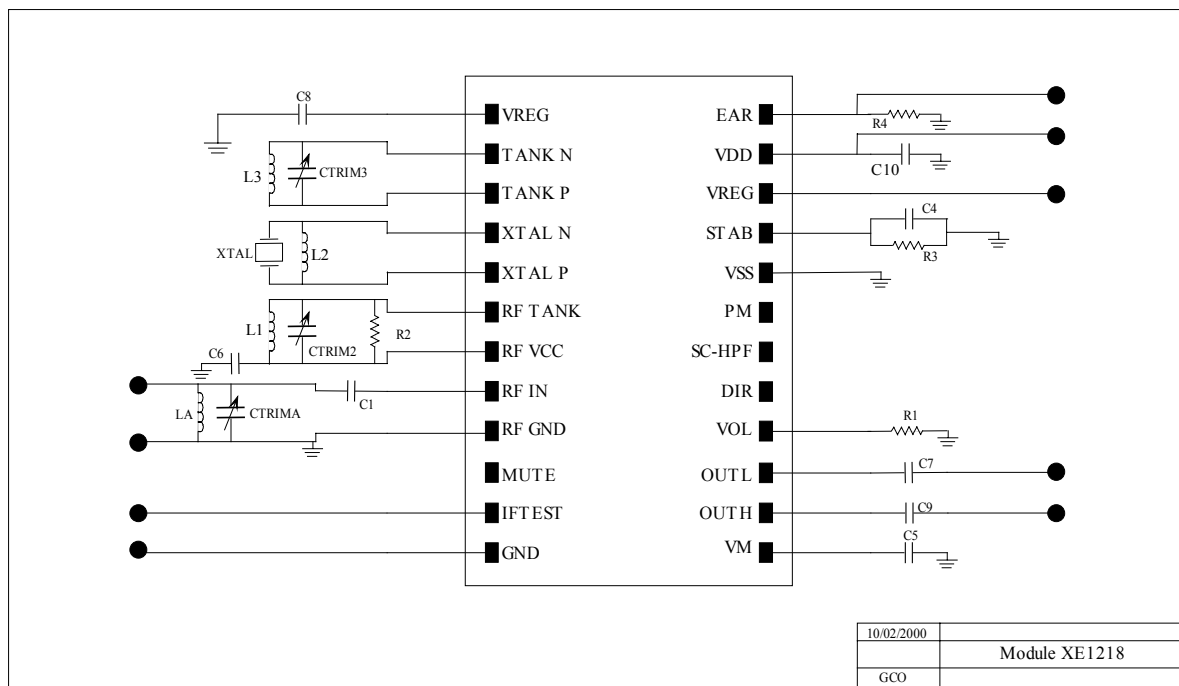 C8
VREG
EAR
R4
TANK N
VDD
L3
CTRIM3
C10
TANK P
VREG
C4
XTAL N
STAB
XTAL
L2
R3
XTAL P
VSS
RF TANK
PM
L1
R2
C6
CTRIM2
RF VCC
SC-HPF
RF IN
DIR
C1
LA
CTRIMA
R1
RF GND
VOL
C7
MUTE
OUTL
IFTEST
OUTH
C9
C5
GND
VM
10/02/2000
Module XE1218
GCO